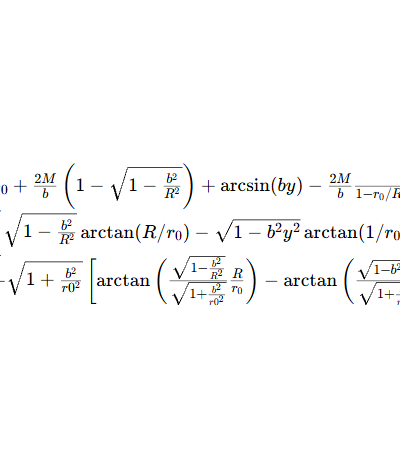 ₀ + \frac{2M}{b} \left(1 - \sqrt{1 - \frac{b^2}{R^2}}\right) + \arcsin(by) - \frac{2M}{b} \frac{}{1-r_0/R
\sqrt{1 - \frac{b^2}{R^2}} \arctan(R/r_0) - \sqrt{1 - b^2y^2} \arctan(1/r_0
-\sqrt{1 + \frac{b^2}{r0^2}} \left[\arctan\left(\frac{\sqrt{1-\frac{b^2}{R^2}}}{\sqrt{1+\frac{b^2}{r0^2}}} \frac{R}{r_0}\right) - \arctan\left(\frac{\sqrt{1-b^2}}{\sqrt{1+}}\right.\right.